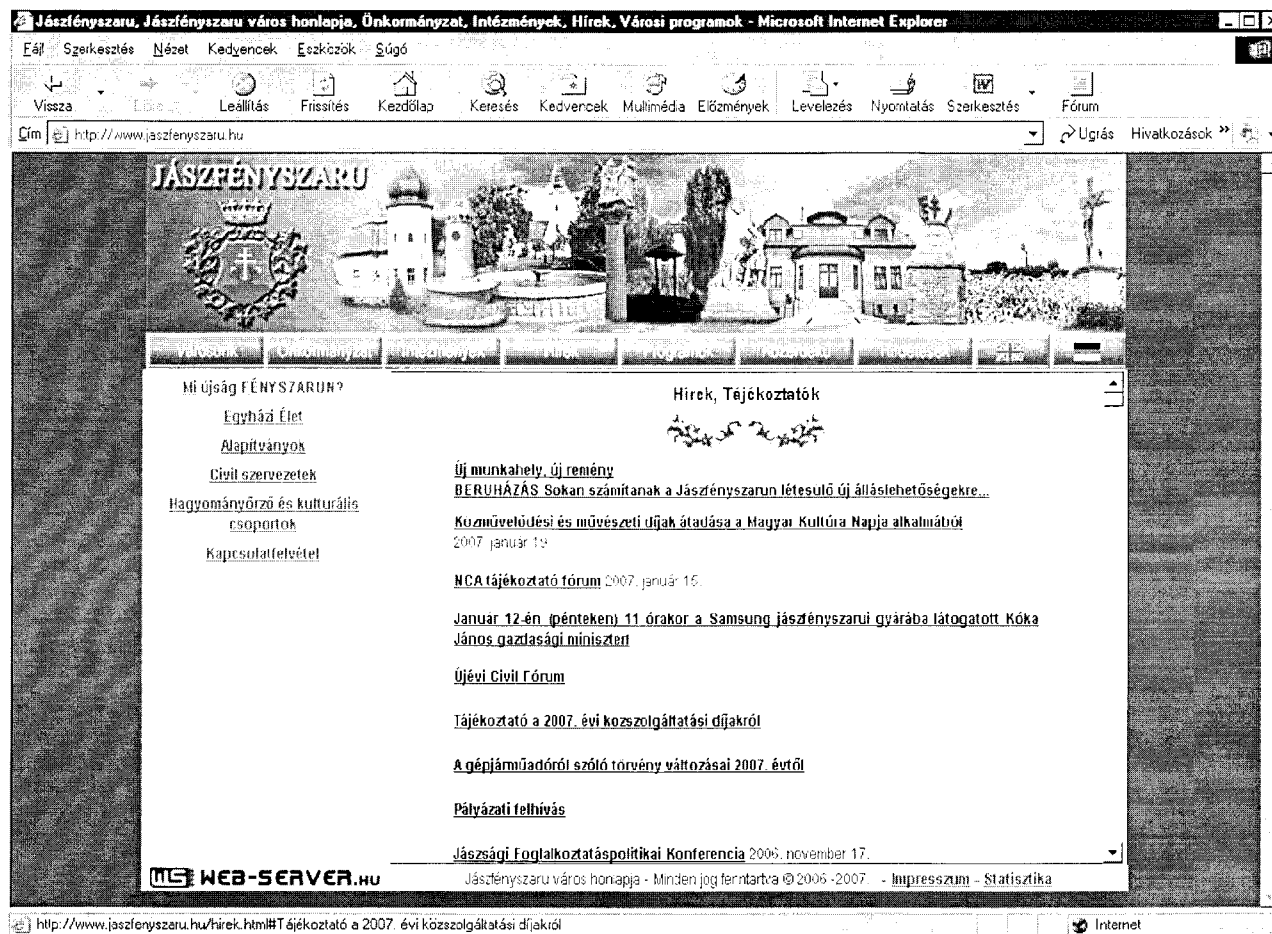 Jászfényszaru, Jászfényszaru város honlapja, Önkormányzat, Intézmények, Hírek, Városi programok - Microsoft Internet Explorer
Fájl Szerkesztés Nézet Kedvencek Eszközök Súgó
Vissza Leállítás Frissítés Kezdőlap Keresés Kedvencek Multimédia Előzmények Levelezés Nyomtatás Szerkesztés Fórum
Cím http://www.jaszfenyszaru.hu Ugrás Hivatkozások »
JÁSZFÉNYSZARU
Városunk Önkormányzat Intézmények Hírek Programok
Mi újság FÉNYSZARUN?
Egyházi Élet
Alapítványok
Civil szervezetek
Hagyományőrző és kulturális
csoportok
Kapcsolatfelvétel
Hírek, Tájékoztatók
Új munkahely, új remény
BERUHÁZÁS Sokan számítanak a Jászfényszarun létesülő új álláslehetőségekre...
Közművelődési és művészeti díjak átadása a Magyar Kultúra Napja alkalmából
2007. január 19.
NCA tájékoztató fórum 2007. január 15.
Január 12-én (pénteken) 11 órakor a Samsung jászfényszarui gyárába látogatott Kóka
János gazdasági miniszteri
Újévi Civil Fórum
Tájékoztató a 2007. évi közszolgáltatási díjakról
A gépjárműadóról szóló törvény változásai 2007. évtől
Pályázati felhívás
Jászsági Foglalkoztatáspolitikai Konferencia 2006. november 17.
WS WEB-SERVER.HU
Jászfényszaru város honlapja - Minden jog fenntartva © 2006 -2007. - Impresszum - Statisztika
http://www.jaszfenyszaru.hu/hirek.html#Tájékoztató a 2007. évi közszolgáltatási díjakról Internet